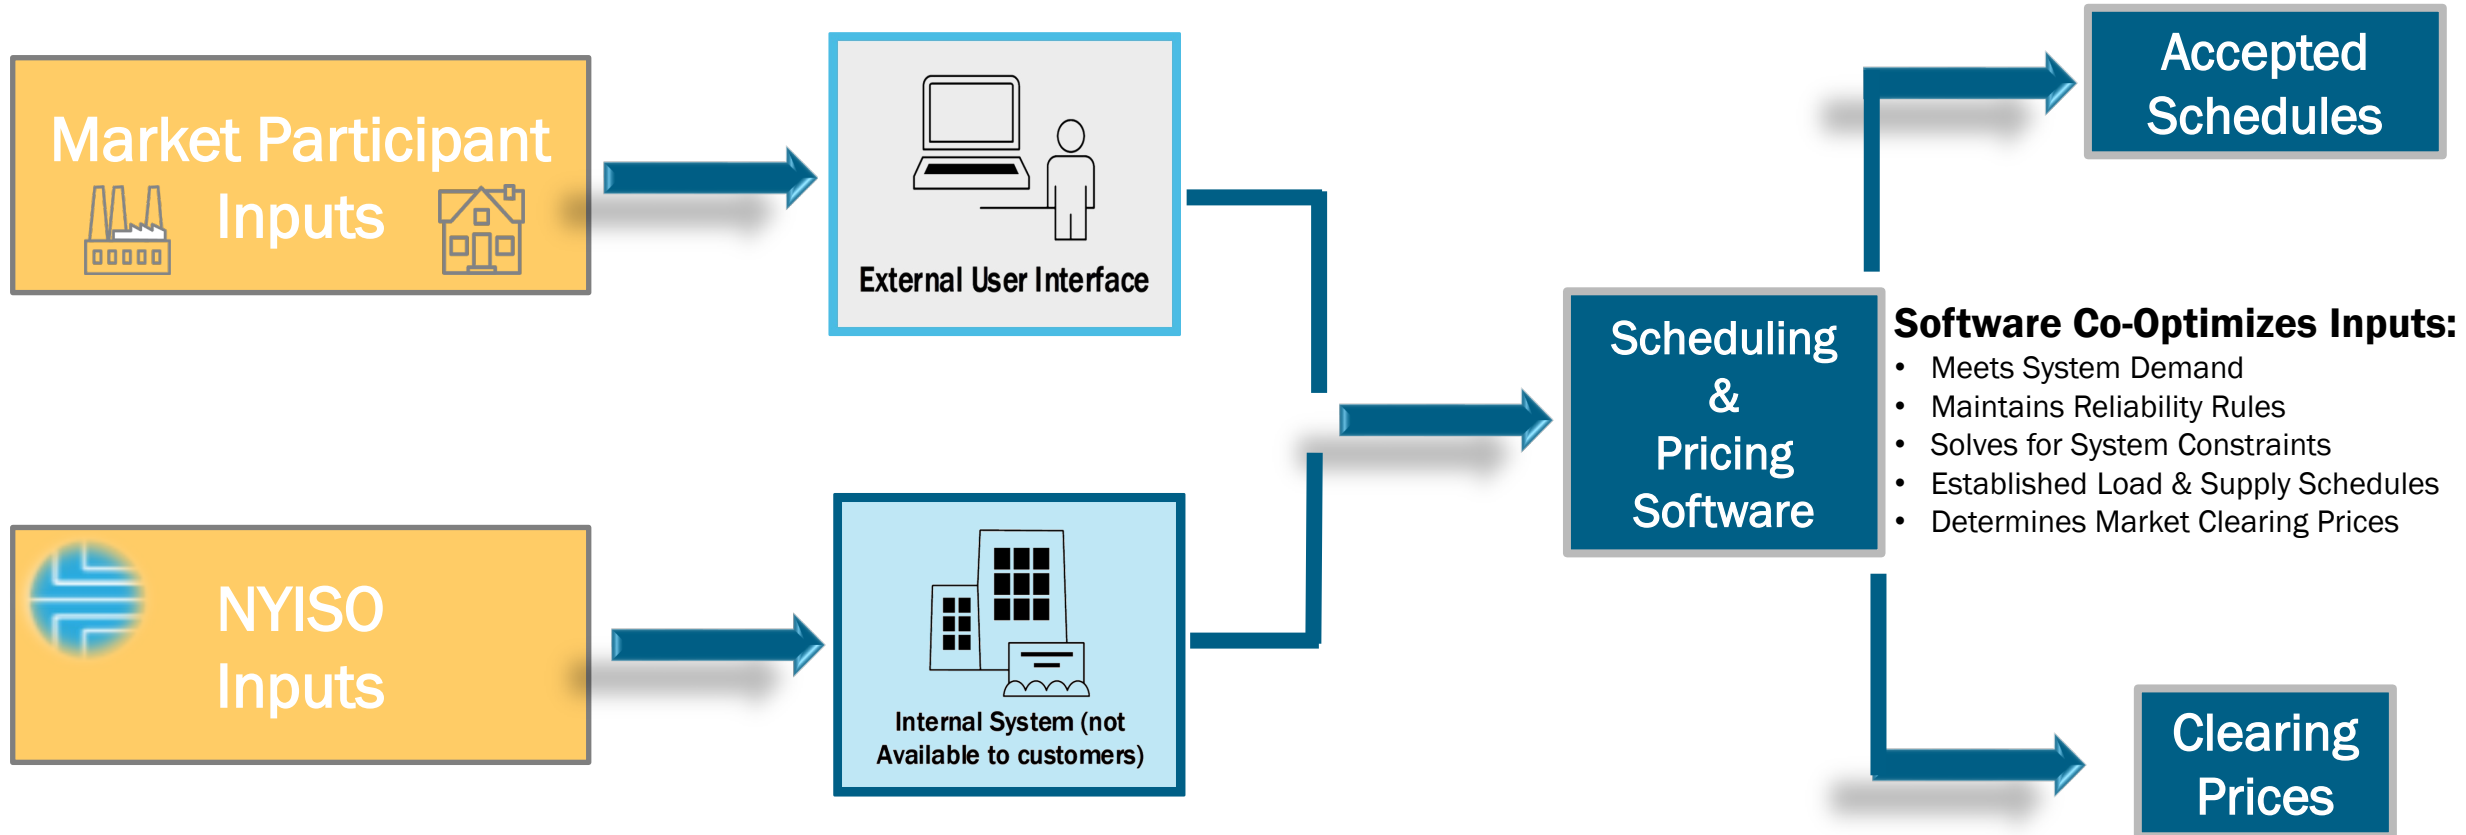 Market Participant
Inputs
External User Interface
NYISO
Inputs
Internal System (not
Available to customers)
Scheduling
&
Pricing
Software
Software Co-Optimizes Inputs:
• Meets System Demand
• Maintains Reliability Rules
• Solves for System Constraints
• Established Load & Supply Schedules
• Determines Market Clearing Prices
Accepted
Schedules
Clearing
Prices